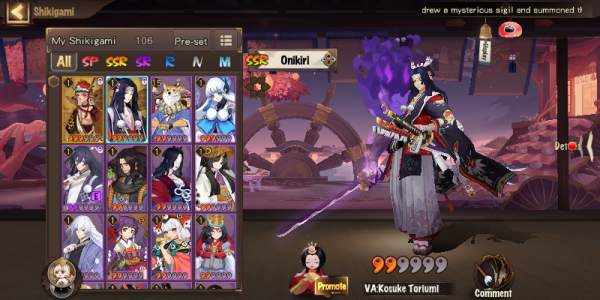 Shikigami
drew a mysterious sigil and summoned th
My Shikigami 106 Pre-set
All SP SSR SR R N M
SSR Onikiri
999999
Promote
VA:Kosuke Toriumi
Comment